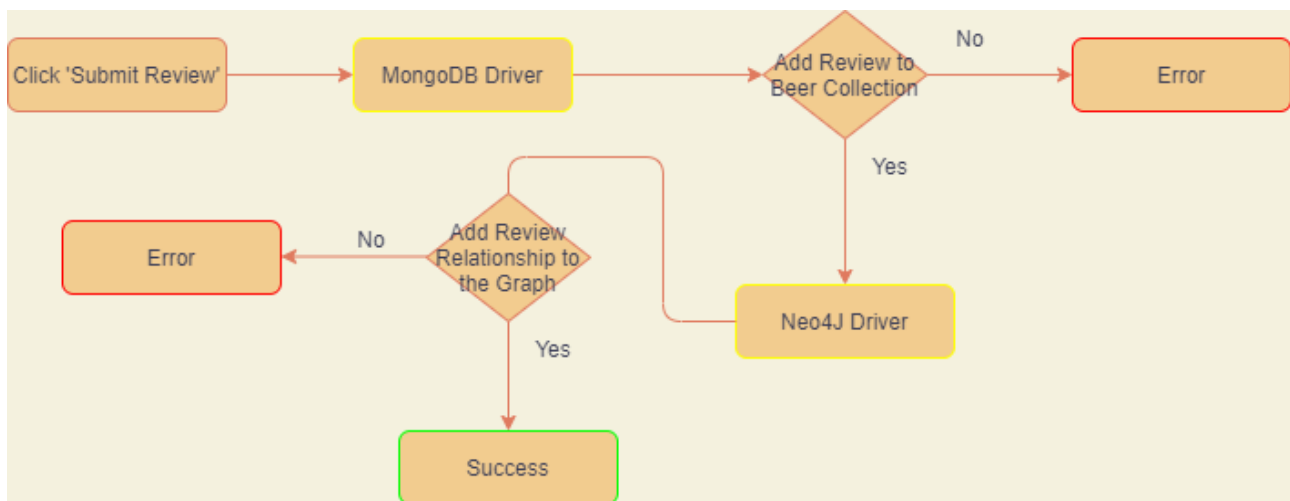 Click 'Submit Review'
MongoDB Driver
Add Review to
Beer Collection
No
Error
Yes
Neo4J Driver
Add Review
Relationship to
the Graph
No
Error
Yes
Success